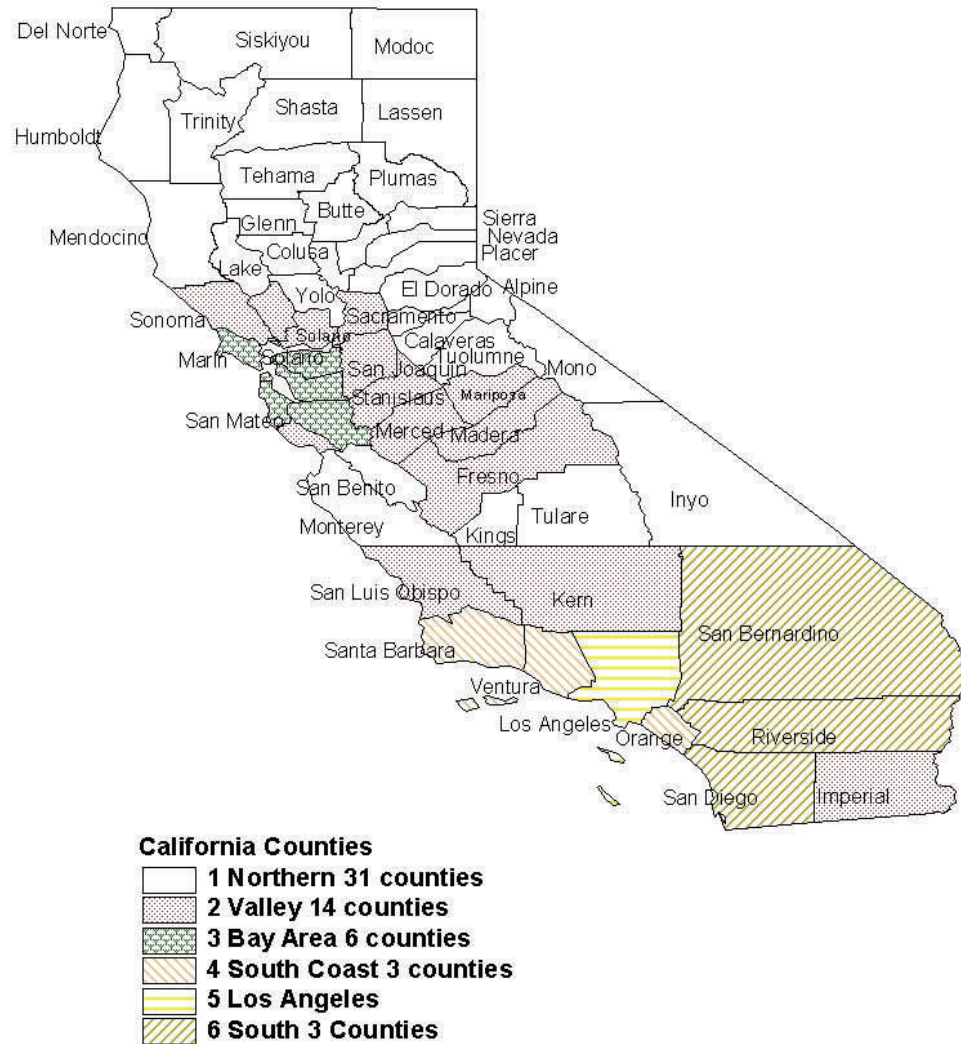 Del Norte
Siskiyou
Modoc
Shasta
Lassen
Trinity
Humboldt
Tehama
Plumas
Butte
Glenn
Sierra
Nevada
Mendocino
Colusa
Placer
Lake
Yolo
El Dorado
Alpine
Sonoma
Sacramento
Solano
Calaveras
Marin
Solano
Tuolumne
San Joaquin
Mono
Stanislaus
Mariposa
San Mateo
Merced
Madera
Fresno
San Benito
Inyo
Monterey
Kings
Tulare
San Luis Obispo
Kern
San Bernardino
Santa Barbara
Ventura
Los Angeles
Orange
Riverside
San Diego
Imperial
California Counties
1 Northern 31 counties
2 Valley 14 counties
3 Bay Area 6 counties
4 South Coast 3 counties
5 Los Angeles
6 South 3 Counties